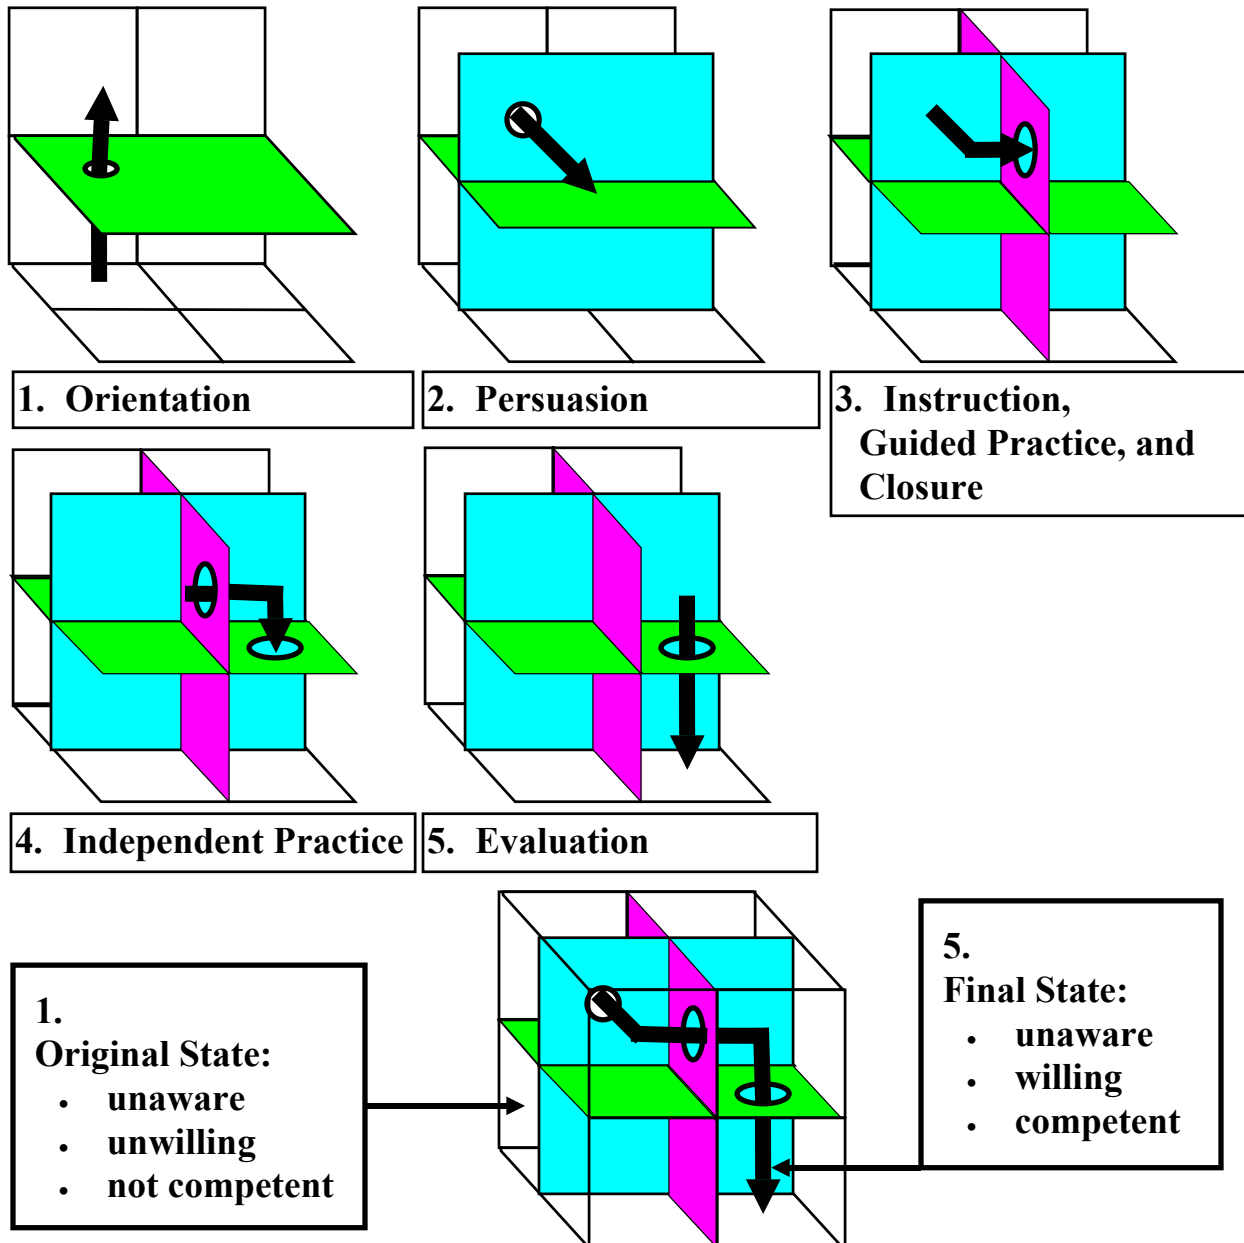 1. Orientation
2. Persuasion
3. Instruction,
Guided Practice, and
Closure
4. Independent Practice
5. Evaluation
1.
Original State:
• unaware
• unwilling
• not competent
5.
Final State:
• unaware
• willing
• competent